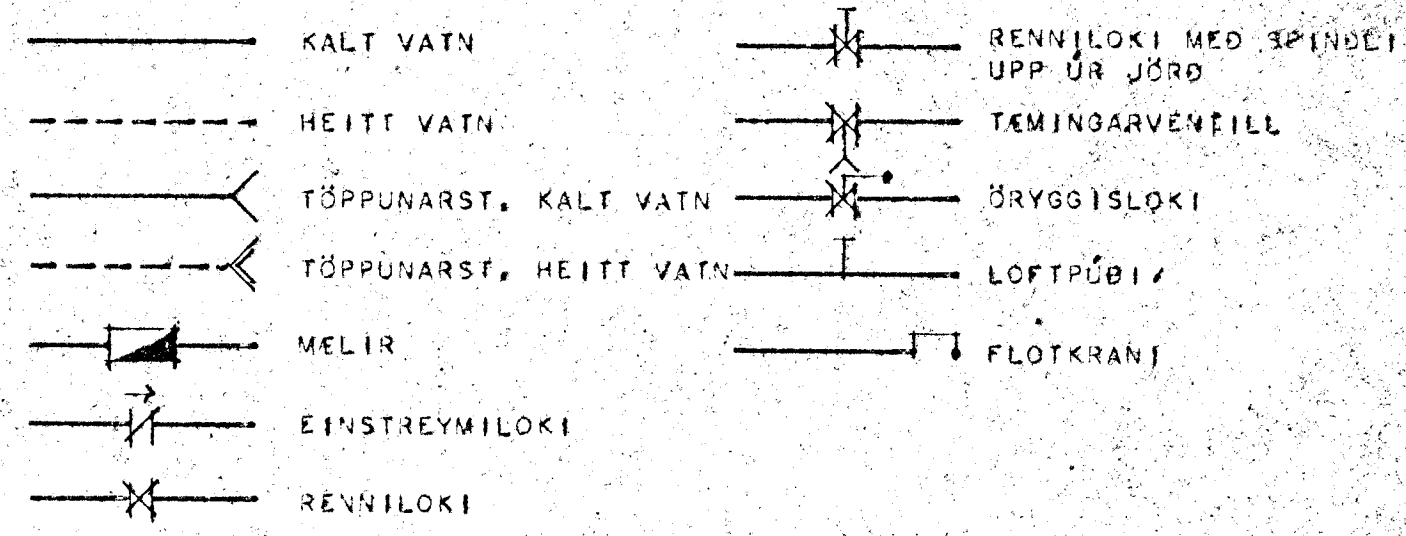 KALT VATN
HEITT VATN
TÖPPUNARST. KALT VATN
TÖPPUNARST. HEITT VATN
MÆLIR
EINSTREYMILOKI
RENNILOKI
RENNILOKI MEÐ SPINDLI
UPP ÚR JÖRÐ
TÆMINGARVENTILL
ÖRYGGISLOKI
LOFTPÚÐI
FLOTKRANI